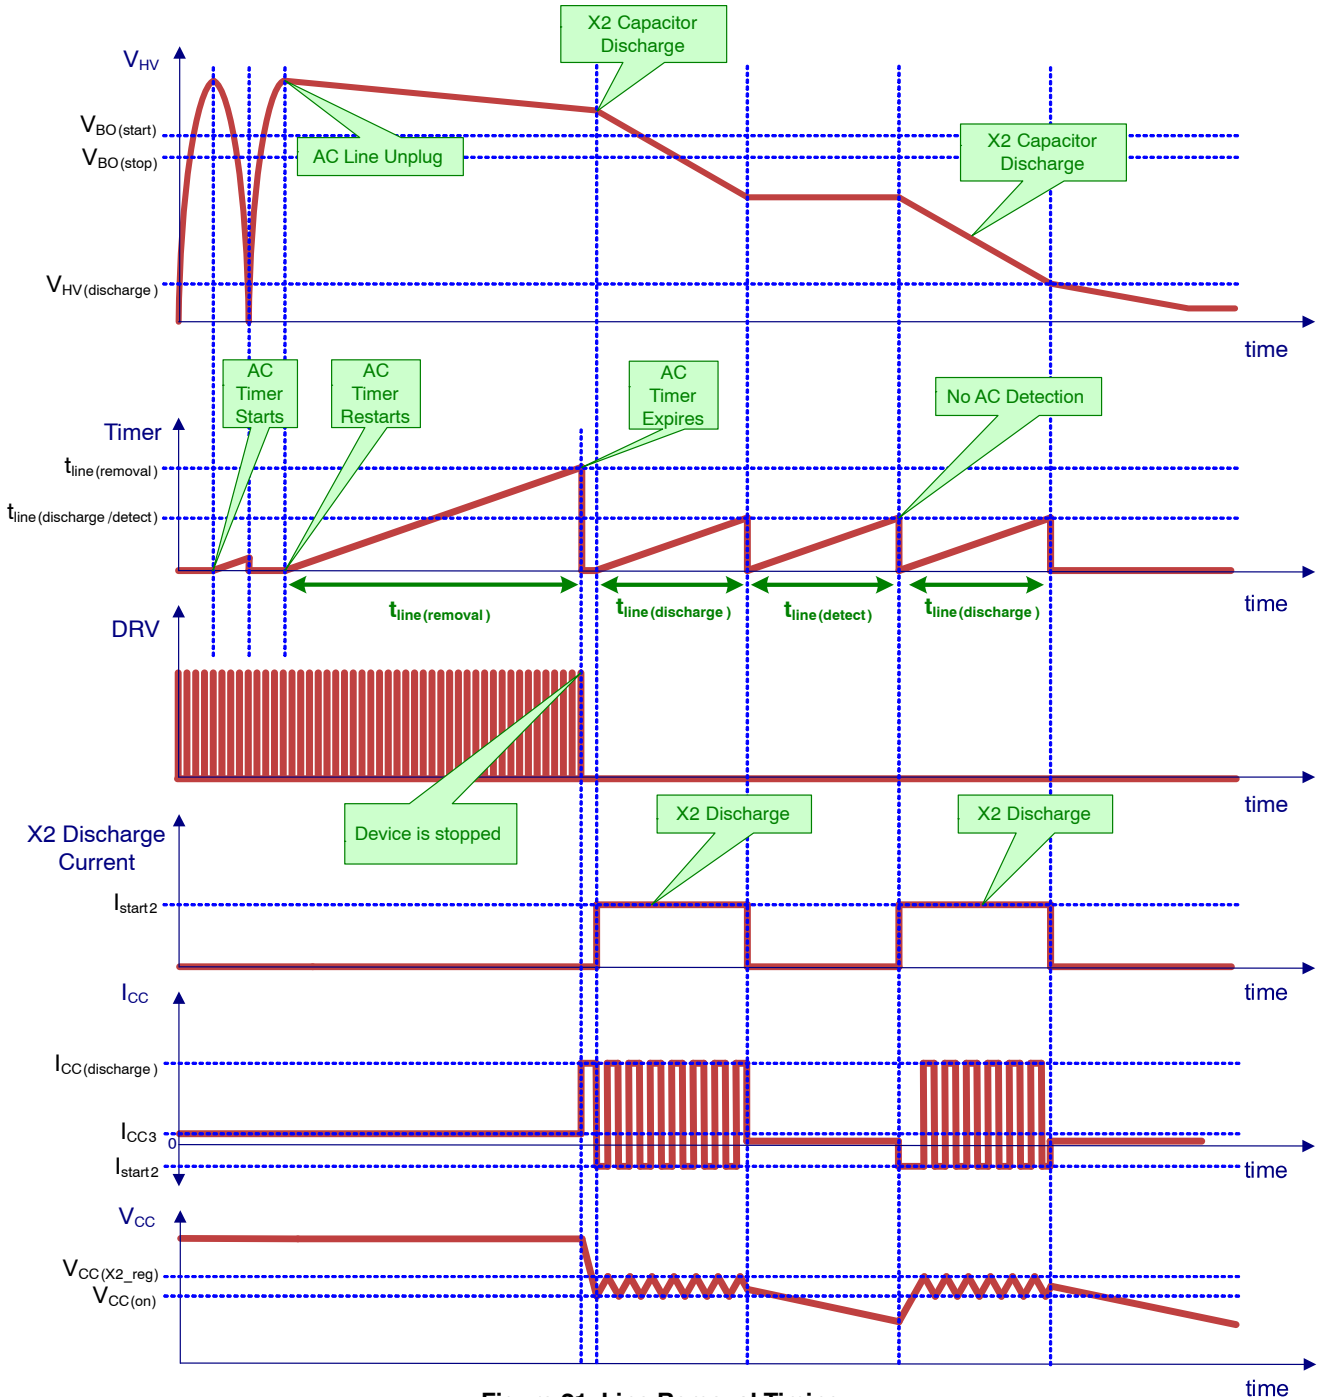 X2 Capacitor
Discharge
VHV
VBO(start)
VBO(stop)
AC Line Unplug
X2 Capacitor
Discharge
VHV(discharge)
time
AC
Timer
Starts
AC
Timer
Restarts
AC
Timer
Expires
No AC Detection
Timer
tline(removal)
tline(discharge/detect)
tline(removal)
tline(discharge)
tline(detect)
tline(discharge)
time
DRV
Device is stopped
time
X2 Discharge
X2 Discharge
X2 Discharge
Current
Istart2
time
ICC
ICC(discharge)
ICC3
0
Istart2
time
VCC
VCC(X2_reg)
VCC(on)
time